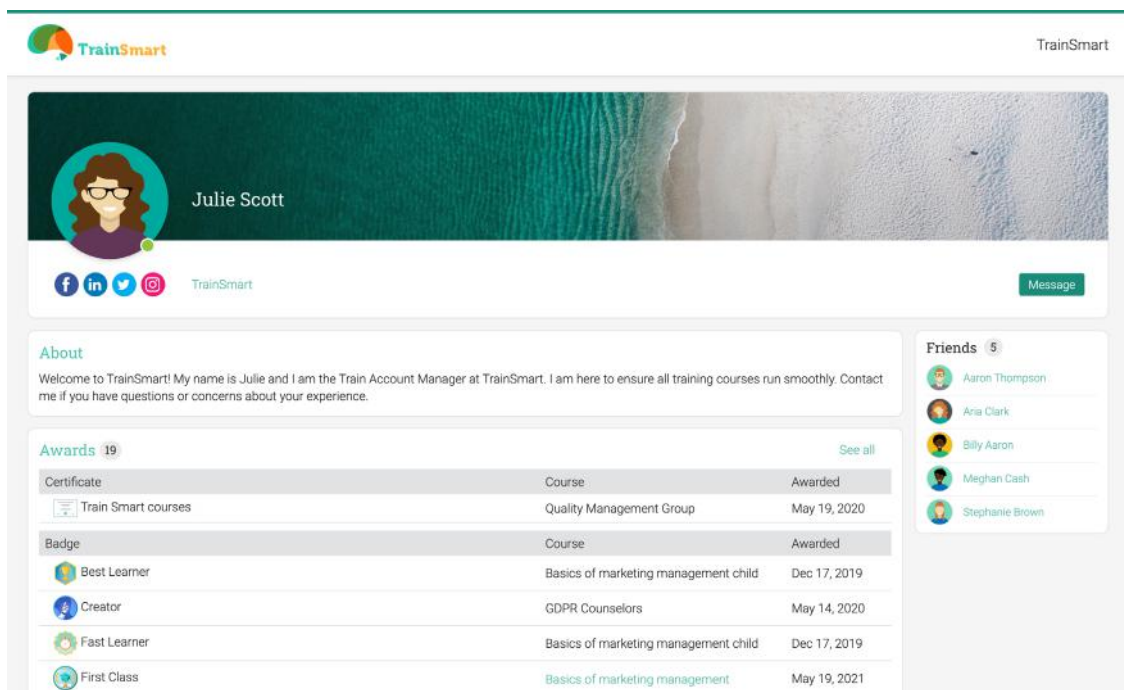 TrainSmart
TrainSmart
Julie Scott
TrainSmart
Message
About
Welcome to TrainSmart! My name is Julie and I am the Train Account Manager at TrainSmart. I am here to ensure all training courses run smoothly. Contact
me if you have questions or concerns about your experience.
Friends 5
Aaron Thompson
Aria Clark
Billy Aaron
Meghan Cash
Stephanie Brown
Awards 19 See all
Certificate Course Awarded
Train Smart courses Quality Management Group May 19, 2020
Badge Course Awarded
Best Learner Basics of marketing management child Dec 17, 2019
Creator GDPR Counselors May 14, 2020
Fast Learner Basics of marketing management child Dec 17, 2019
First Class Basics of marketing management May 19, 2021